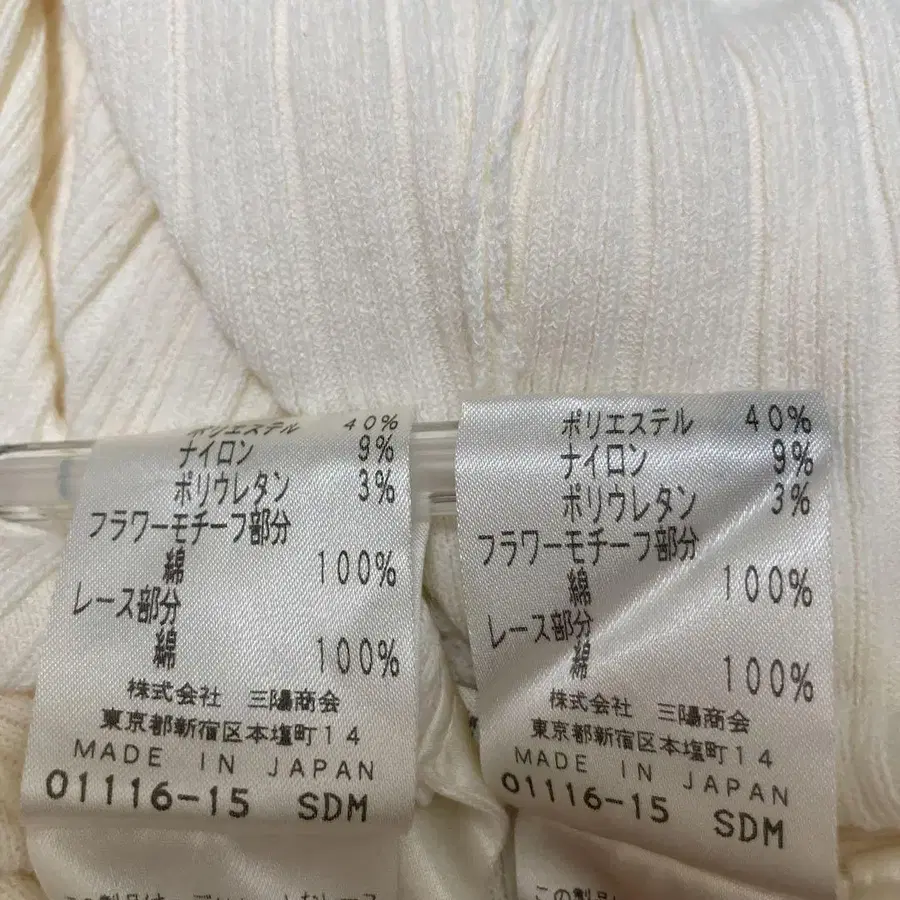 ポリエステル 40%
ナイロン 9%
ポリウレタン 3%
フラワーモチーフ部分
綿 100%
レース部分
綿 100%
株式会社 三陽商会
東京都新宿区本塩町14
MADE IN JAPAN
01116-15 SDM
ポリエステル 40%
ナイロン 9%
ポリウレタン 3%
フラワーモチーフ部分
綿 100%
レース部分
綿 100%
株式会社 三陽商会
東京都新宿区本塩町14
MADE IN JAPAN
01116-15 SDM
この製品